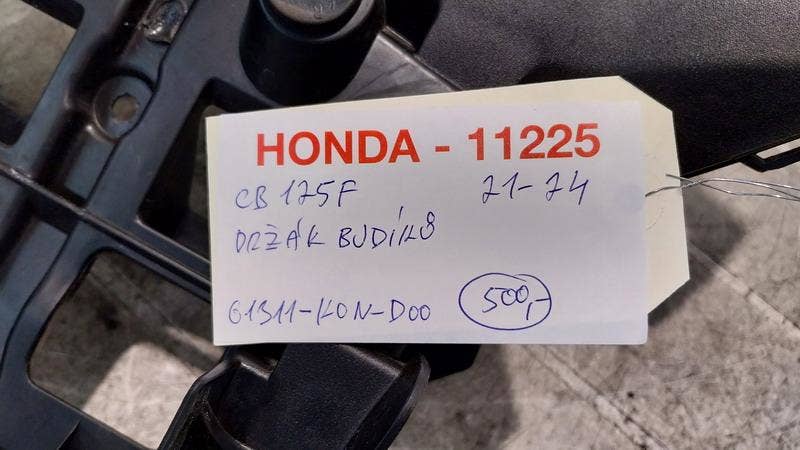 HONDA - 11225
CB 125F 21-24
DRŽÁK BUDÍKŮ
61311-K0N-D00 500,-